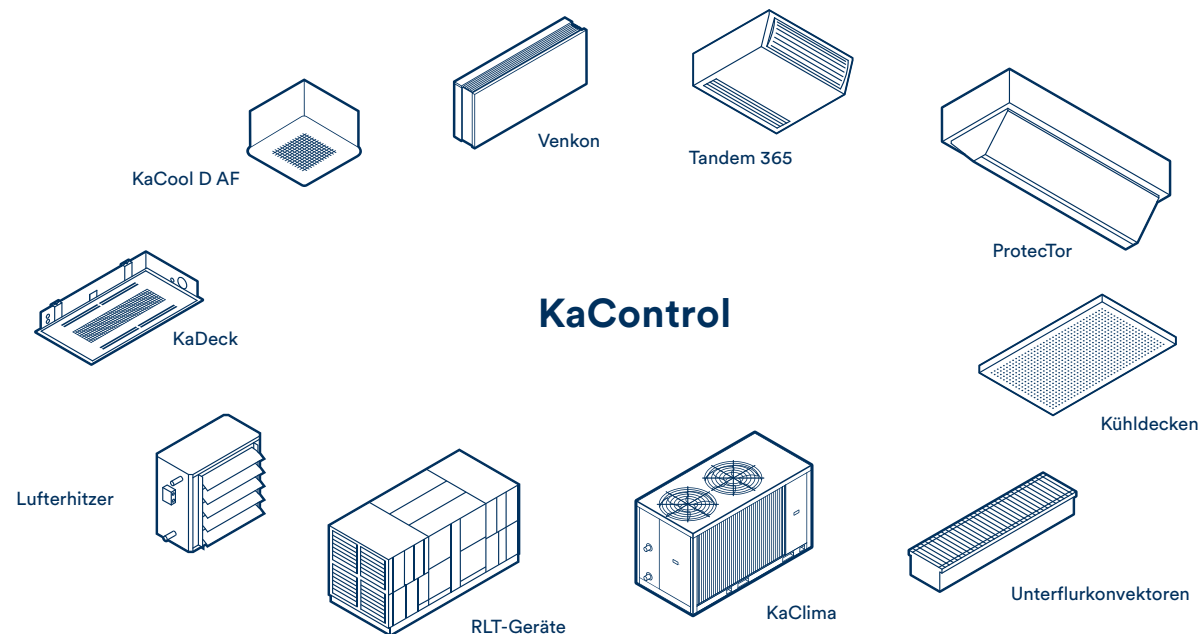 Venkon
Tandem 365
KaCool D AF
ProtecTor
KaControl
KaDeck
Kühldecken
Lufterhitzer
Unterflurkonvektoren
KaClima
RLT-Geräte